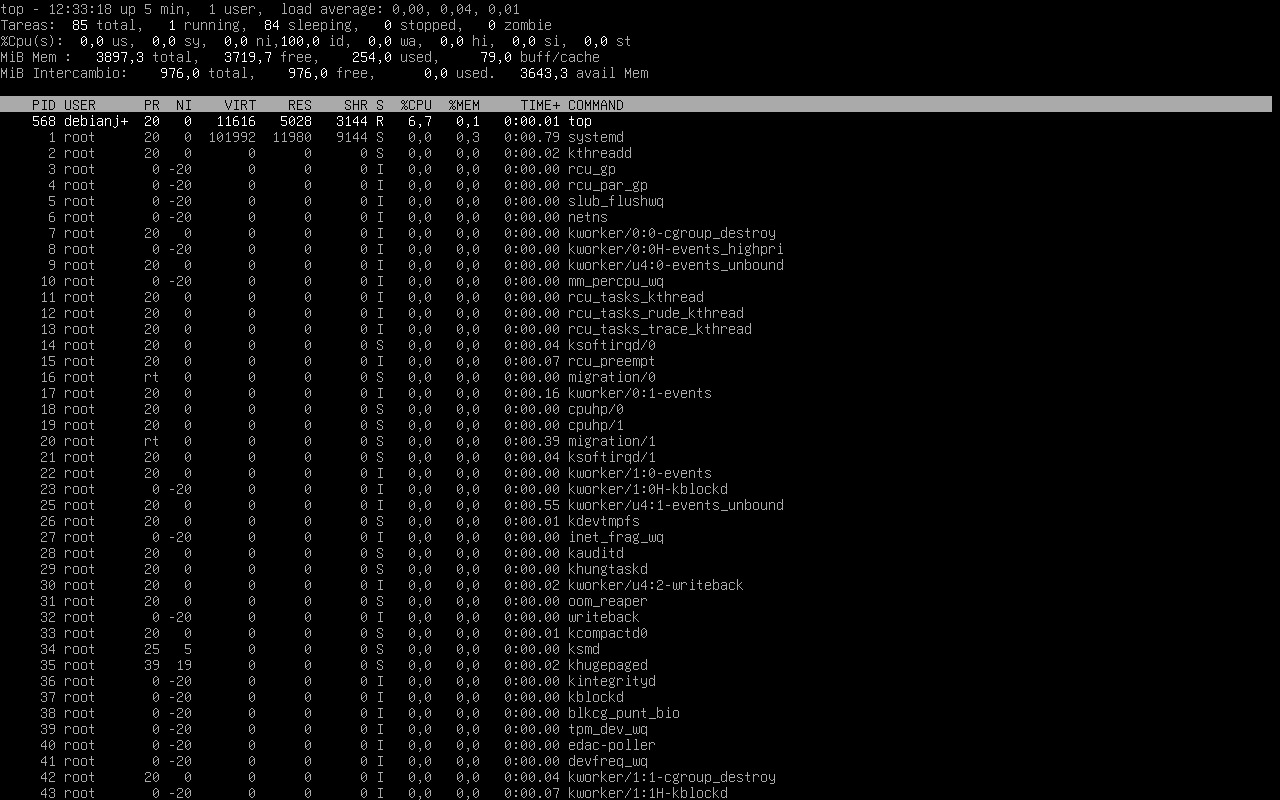 top - 12:33:18 up 5 min,  1 user,  load average: 0,00, 0,04, 0,01
Tareas:  85 total,   1 running,  84 sleeping,   0 stopped,   0 zombie
%Cpu(s):  0,0 us,  0,0 sy,  0,0 ni,100,0 id,  0,0 wa,  0,0 hi,  0,0 si,  0,0 st
MiB Mem :   3897,3 total,   3719,7 free,    254,0 used,     79,0 buff/cache
MiB Intercambio:    976,0 total,    976,0 free,      0,0 used.   3643,3 avail Mem
    PID USER      PR  NI    VIRT    RES    SHR S  %CPU  %MEM     TIME+ COMMAND
    568 debianj+  20   0   11616   5028   3144 R   6,7   0,1   0:00.01 top
      1 root      20   0  101992  11980   9144 S   0,0   0,3   0:00.79 systemd
      2 root      20   0       0      0      0 S   0,0   0,0   0:00.02 kthreadd
      3 root       0 -20       0      0      0 I   0,0   0,0   0:00.00 rcu_gp
      4 root       0 -20       0      0      0 I   0,0   0,0   0:00.00 rcu_par_gp
      5 root       0 -20       0      0      0 I   0,0   0,0   0:00.00 slub_flushwq
      6 root       0 -20       0      0      0 I   0,0   0,0   0:00.00 netns
      7 root      20   0       0      0      0 I   0,0   0,0   0:00.00 kworker/0:0-cgroup_destroy
      8 root       0 -20       0      0      0 I   0,0   0,0   0:00.00 kworker/0:0H-events_highpri
      9 root      20   0       0      0      0 I   0,0   0,0   0:00.00 kworker/u4:0-events_unbound
     10 root       0 -20       0      0      0 I   0,0   0,0   0:00.00 mm_percpu_wq
     11 root      20   0       0      0      0 I   0,0   0,0   0:00.00 rcu_tasks_kthread
     12 root      20   0       0      0      0 I   0,0   0,0   0:00.00 rcu_tasks_rude_kthread
     13 root      20   0       0      0      0 I   0,0   0,0   0:00.00 rcu_tasks_trace_kthread
     14 root      20   0       0      0      0 S   0,0   0,0   0:00.04 ksoftirqd/0
     15 root      20   0       0      0      0 I   0,0   0,0   0:00.07 rcu_preempt
     16 root      rt   0       0      0      0 S   0,0   0,0   0:00.00 migration/0
     17 root      20   0       0      0      0 I   0,0   0,0   0:00.16 kworker/0:1-events
     18 root      20   0       0      0      0 S   0,0   0,0   0:00.00 cpuhp/0
     19 root      20   0       0      0      0 S   0,0   0,0   0:00.00 cpuhp/1
     20 root      rt   0       0      0      0 S   0,0   0,0   0:00.39 migration/1
     21 root      20   0       0      0      0 S   0,0   0,0   0:00.04 ksoftirqd/1
     22 root      20   0       0      0      0 I   0,0   0,0   0:00.00 kworker/1:0-events
     23 root       0 -20       0      0      0 I   0,0   0,0   0:00.00 kworker/1:0H-kblockd
     25 root      20   0       0      0      0 I   0,0   0,0   0:00.55 kworker/u4:1-events_unbound
     26 root      20   0       0      0      0 S   0,0   0,0   0:00.01 kdevtmpfs
     27 root       0 -20       0      0      0 I   0,0   0,0   0:00.00 inet_frag_wq
     28 root      20   0       0      0      0 S   0,0   0,0   0:00.00 kauditd
     29 root      20   0       0      0      0 S   0,0   0,0   0:00.00 khungtaskd
     30 root      20   0       0      0      0 I   0,0   0,0   0:00.02 kworker/u4:2-writeback
     31 root      20   0       0      0      0 S   0,0   0,0   0:00.00 oom_reaper
     32 root       0 -20       0      0      0 I   0,0   0,0   0:00.00 writeback
     33 root      20   0       0      0      0 S   0,0   0,0   0:00.01 kcompactd0
     34 root      25   5       0      0      0 S   0,0   0,0   0:00.00 ksmd
     35 root      39  19       0      0      0 S   0,0   0,0   0:00.02 khugepaged
     36 root       0 -20       0      0      0 I   0,0   0,0   0:00.00 kintegrityd
     37 root       0 -20       0      0      0 I   0,0   0,0   0:00.00 kblockd
     38 root       0 -20       0      0      0 I   0,0   0,0   0:00.00 blkcg_punt_bio
     39 root       0 -20       0      0      0 I   0,0   0,0   0:00.00 tpm_dev_wq
     40 root       0 -20       0      0      0 I   0,0   0,0   0:00.00 edac-poller
     41 root       0 -20       0      0      0 I   0,0   0,0   0:00.00 devfreq_wq
     42 root      20   0       0      0      0 I   0,0   0,0   0:00.04 kworker/1:1-cgroup_destroy
     43 root       0 -20       0      0      0 I   0,0   0,0   0:00.07 kworker/1:1H-kblockd